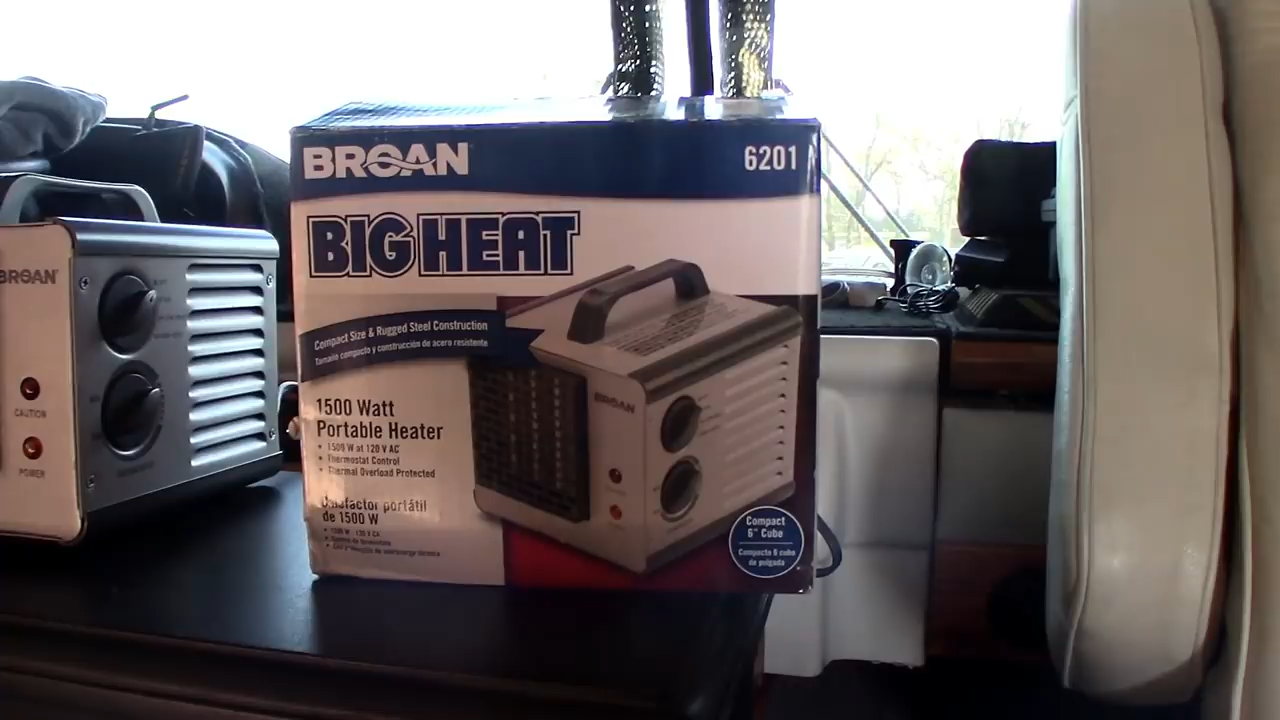 BROAN
CAUTION
POWER
BROAN
6201
BIG HEAT
Compact Size & Rugged Steel Construction
Tamaño compacto y construcción de acero resistente
1500 Watt
Portable Heater
• 1500 W at 120 V AC
• Thermostat Control
• Thermal Overload Protected
portátil
de 1500 W
BROAN
Compact
6" Cube
Compacto 6 cubo
de pulgada